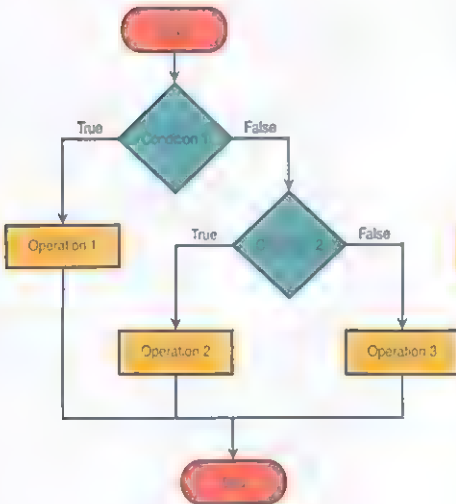 True
Condition 1
False
Operation 1
True
2
False
Operation 2
Operation 3